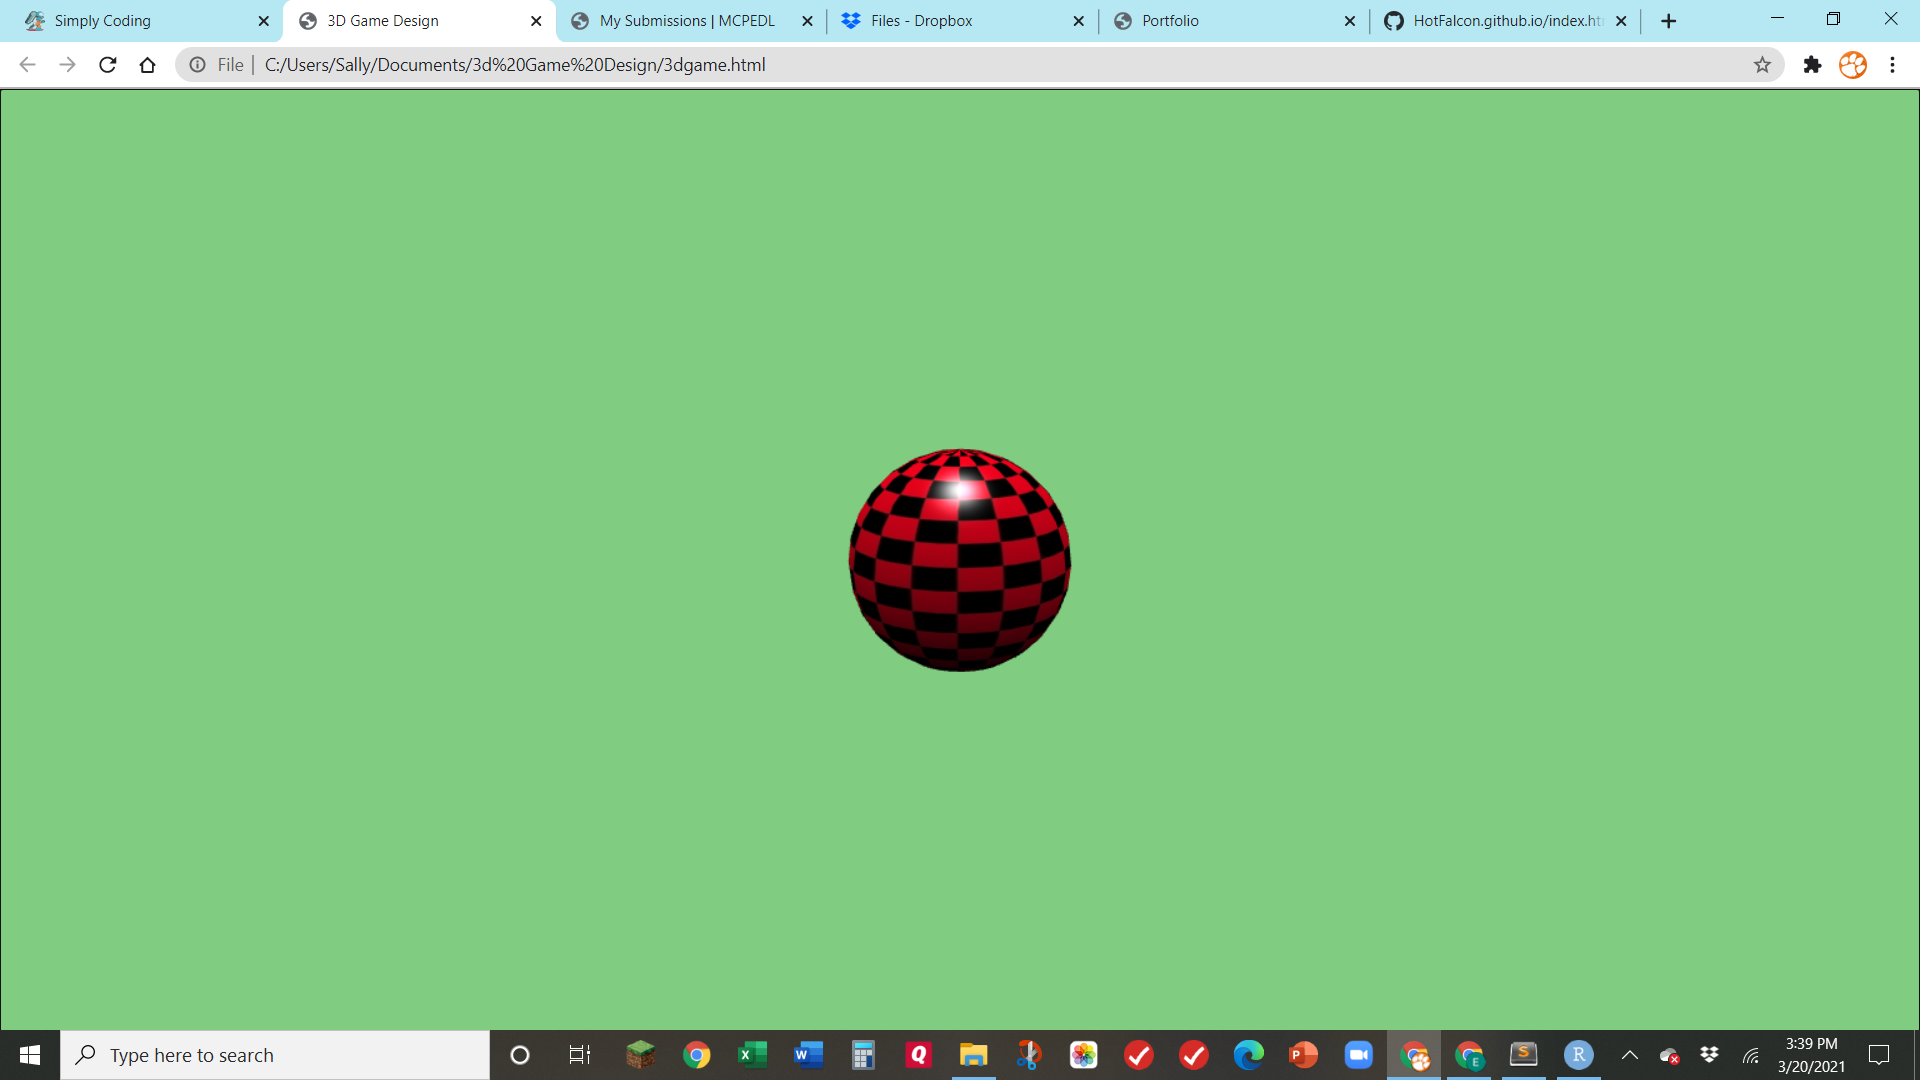 Simply Coding
3D Game Design
My Submissions | MCPEDL
Files - Dropbox
Portfolio
HotFalcon.github.io/index.ht
File | C:/Users/Sally/Documents/3d%20Game%20Design/3dgame.html
Type here to search
X
W
Q
P
E
S
R
3:39 PM
3/20/2021